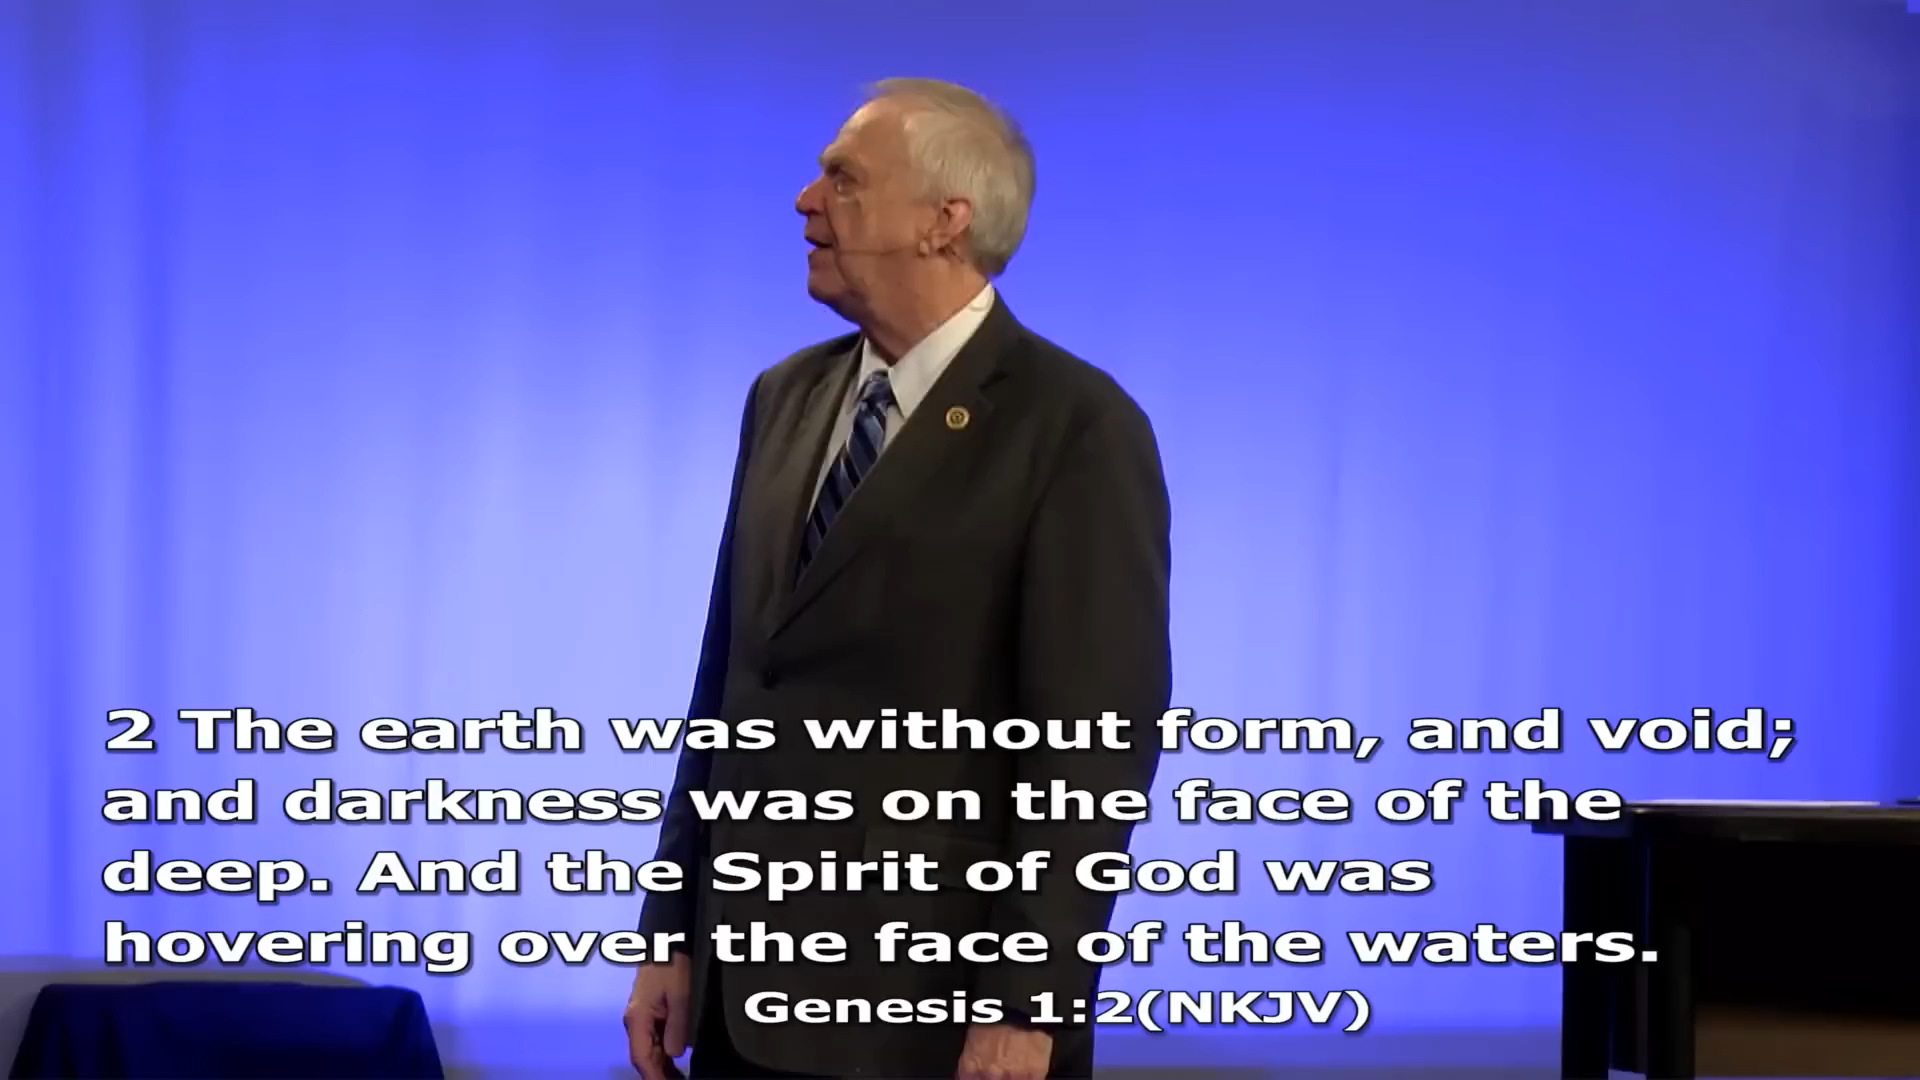 2 The earth was without form, and void;
and darkness was on the face of the
deep. And the Spirit of God was
hovering over the face of the waters.
Genesis 1:2(NKJV)